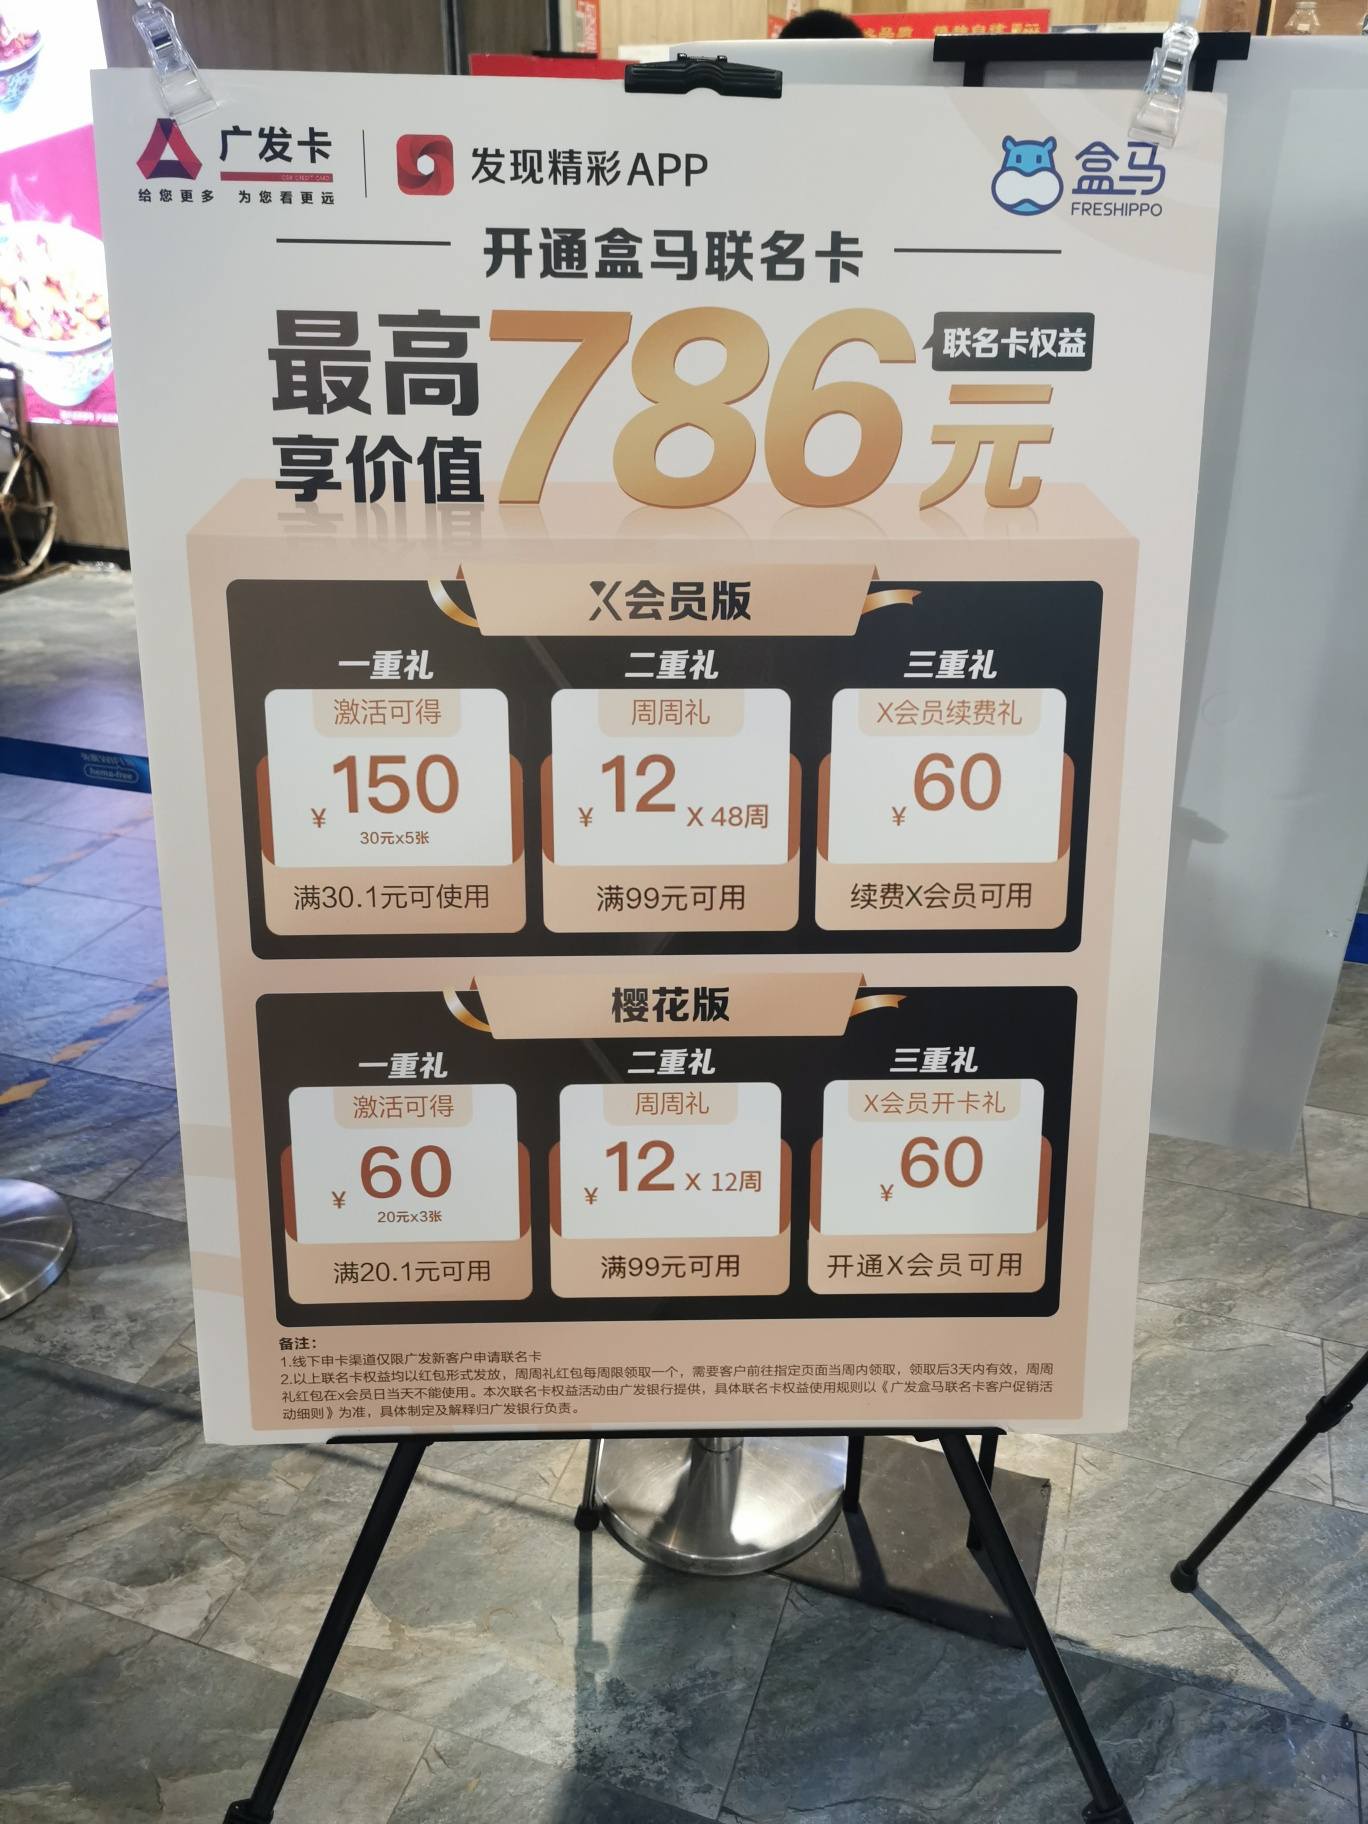 广发卡
CGB CREDIT CARD
给您更多 为您看更远
发现精彩APP
盒马
FRESHIPPO
开通盒马联名卡
最高
享价值
786元
联名卡权益
X会员版
一重礼
激活可得
¥150
30元x5张
满30.1元可使用
二重礼
周周礼
¥12 X 48周
满99元可用
三重礼
X会员续费礼
¥60
续费X会员可用
樱花版
一重礼
激活可得
¥60
20元x3张
满20.1元可用
二重礼
周周礼
¥12 X 12周
满99元可用
三重礼
X会员开卡礼
¥60
开通X会员可用
备注：
1.线下申卡渠道仅限广发新客户申请联名卡
2.以上联名卡权益均以红包形式发放，周周礼红包每周限领取一个，需要客户前往指定页面当周内领取，领取后3天内有效，周周
礼红包在x会员日当天不能使用。本次联名卡权益活动由广发银行提供，具体联名卡权益使用规则以《广发盒马联名卡客户促销活
动细则》为准，具体制定及解释归广发银行负责。
hema-free